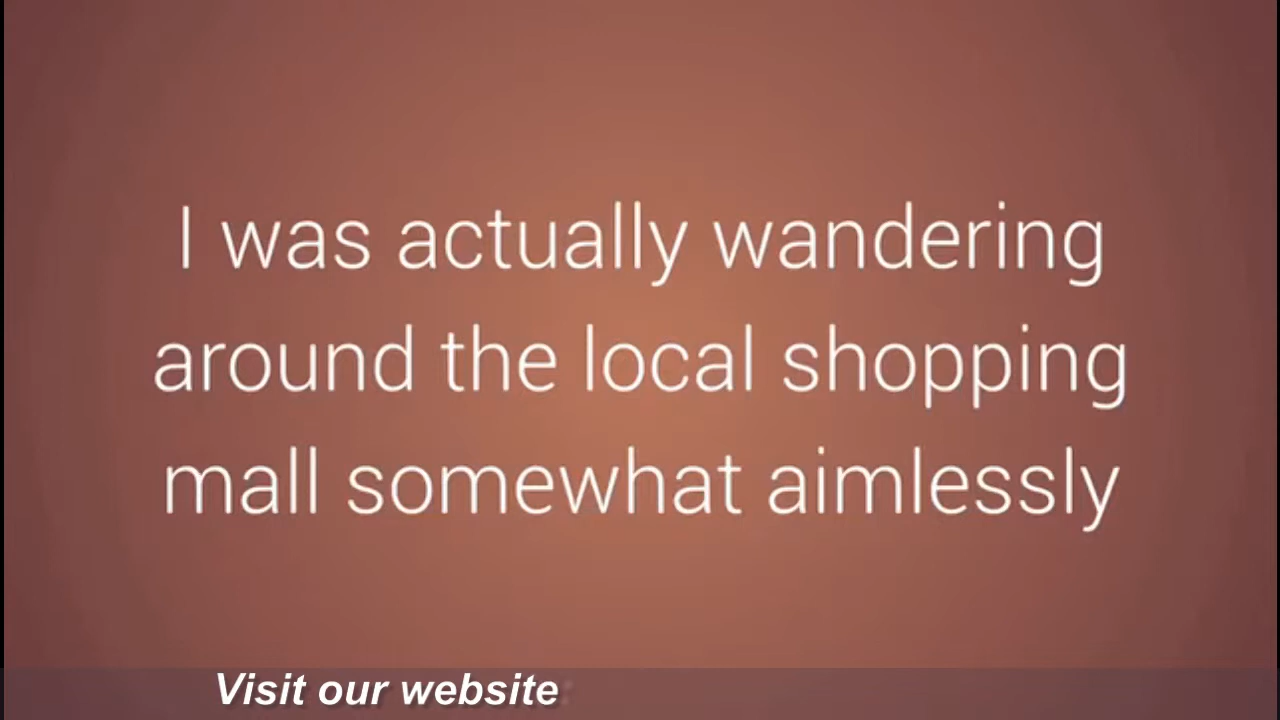 I was actually wandering
around the local shopping
mall somewhat aimlessly
Visit our website: